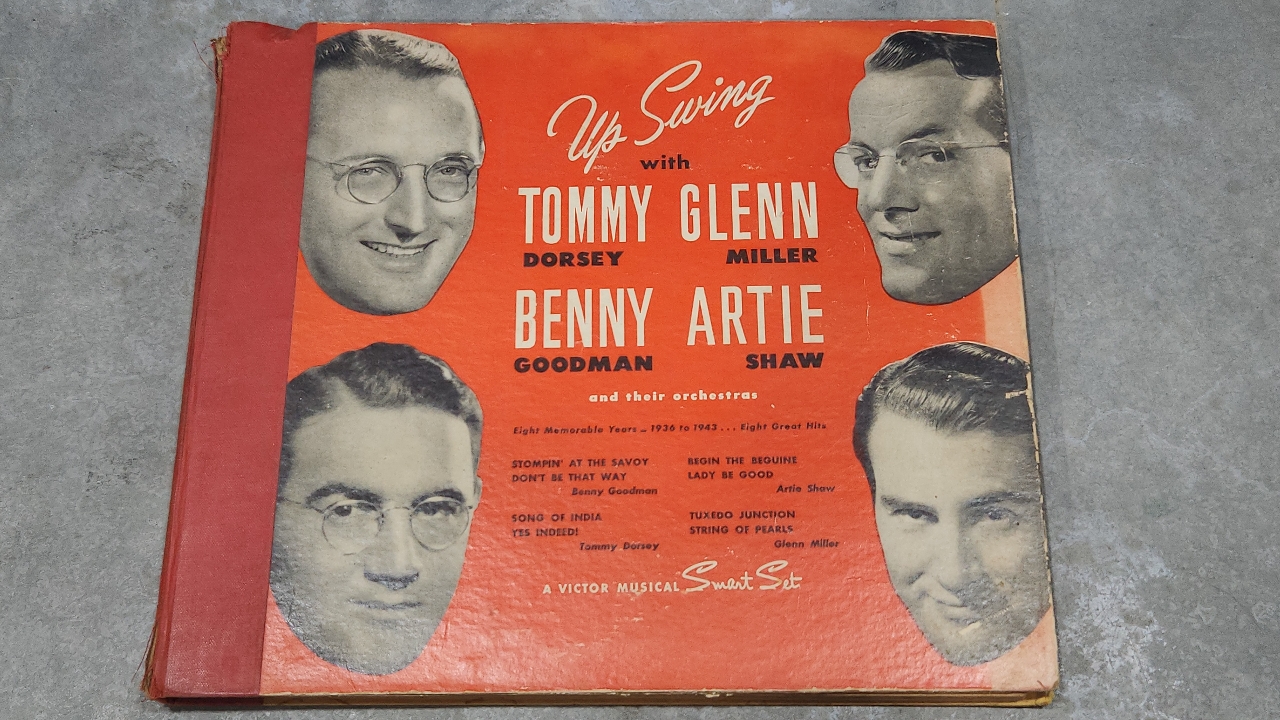 Up Swing
with
TOMMY GLENN
DORSEY MILLER
BENNY ARTIE
GOODMAN SHAW
and their orchestras
Eight Memorable Years – 1936 to 1943 . . . Eight Great Hits
STOMPIN' AT THE SAVOY
DON'T BE THAT WAY
Benny Goodman
BEGIN THE BEGUINE
LADY BE GOOD
Artie Shaw
SONG OF INDIA
YES INDEED!
Tommy Dorsey
TUXEDO JUNCTION
STRING OF PEARLS
Glenn Miller
A VICTOR MUSICAL Smart Set